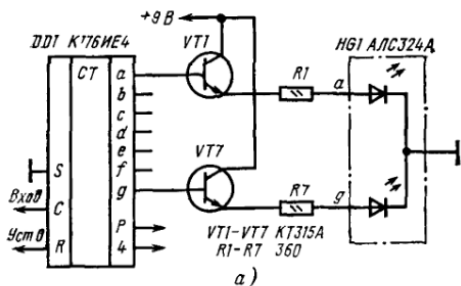 +9 В
DD1 К176ИЕ4
VT1
HG1 АЛС324А
CT
a
b
c
d
e
f
g
P
4
S
C
R
Вход
Уст 0
R1
a
VT7
R7
g
VT1-VT7 КТ315А
R1-R7 360
а)